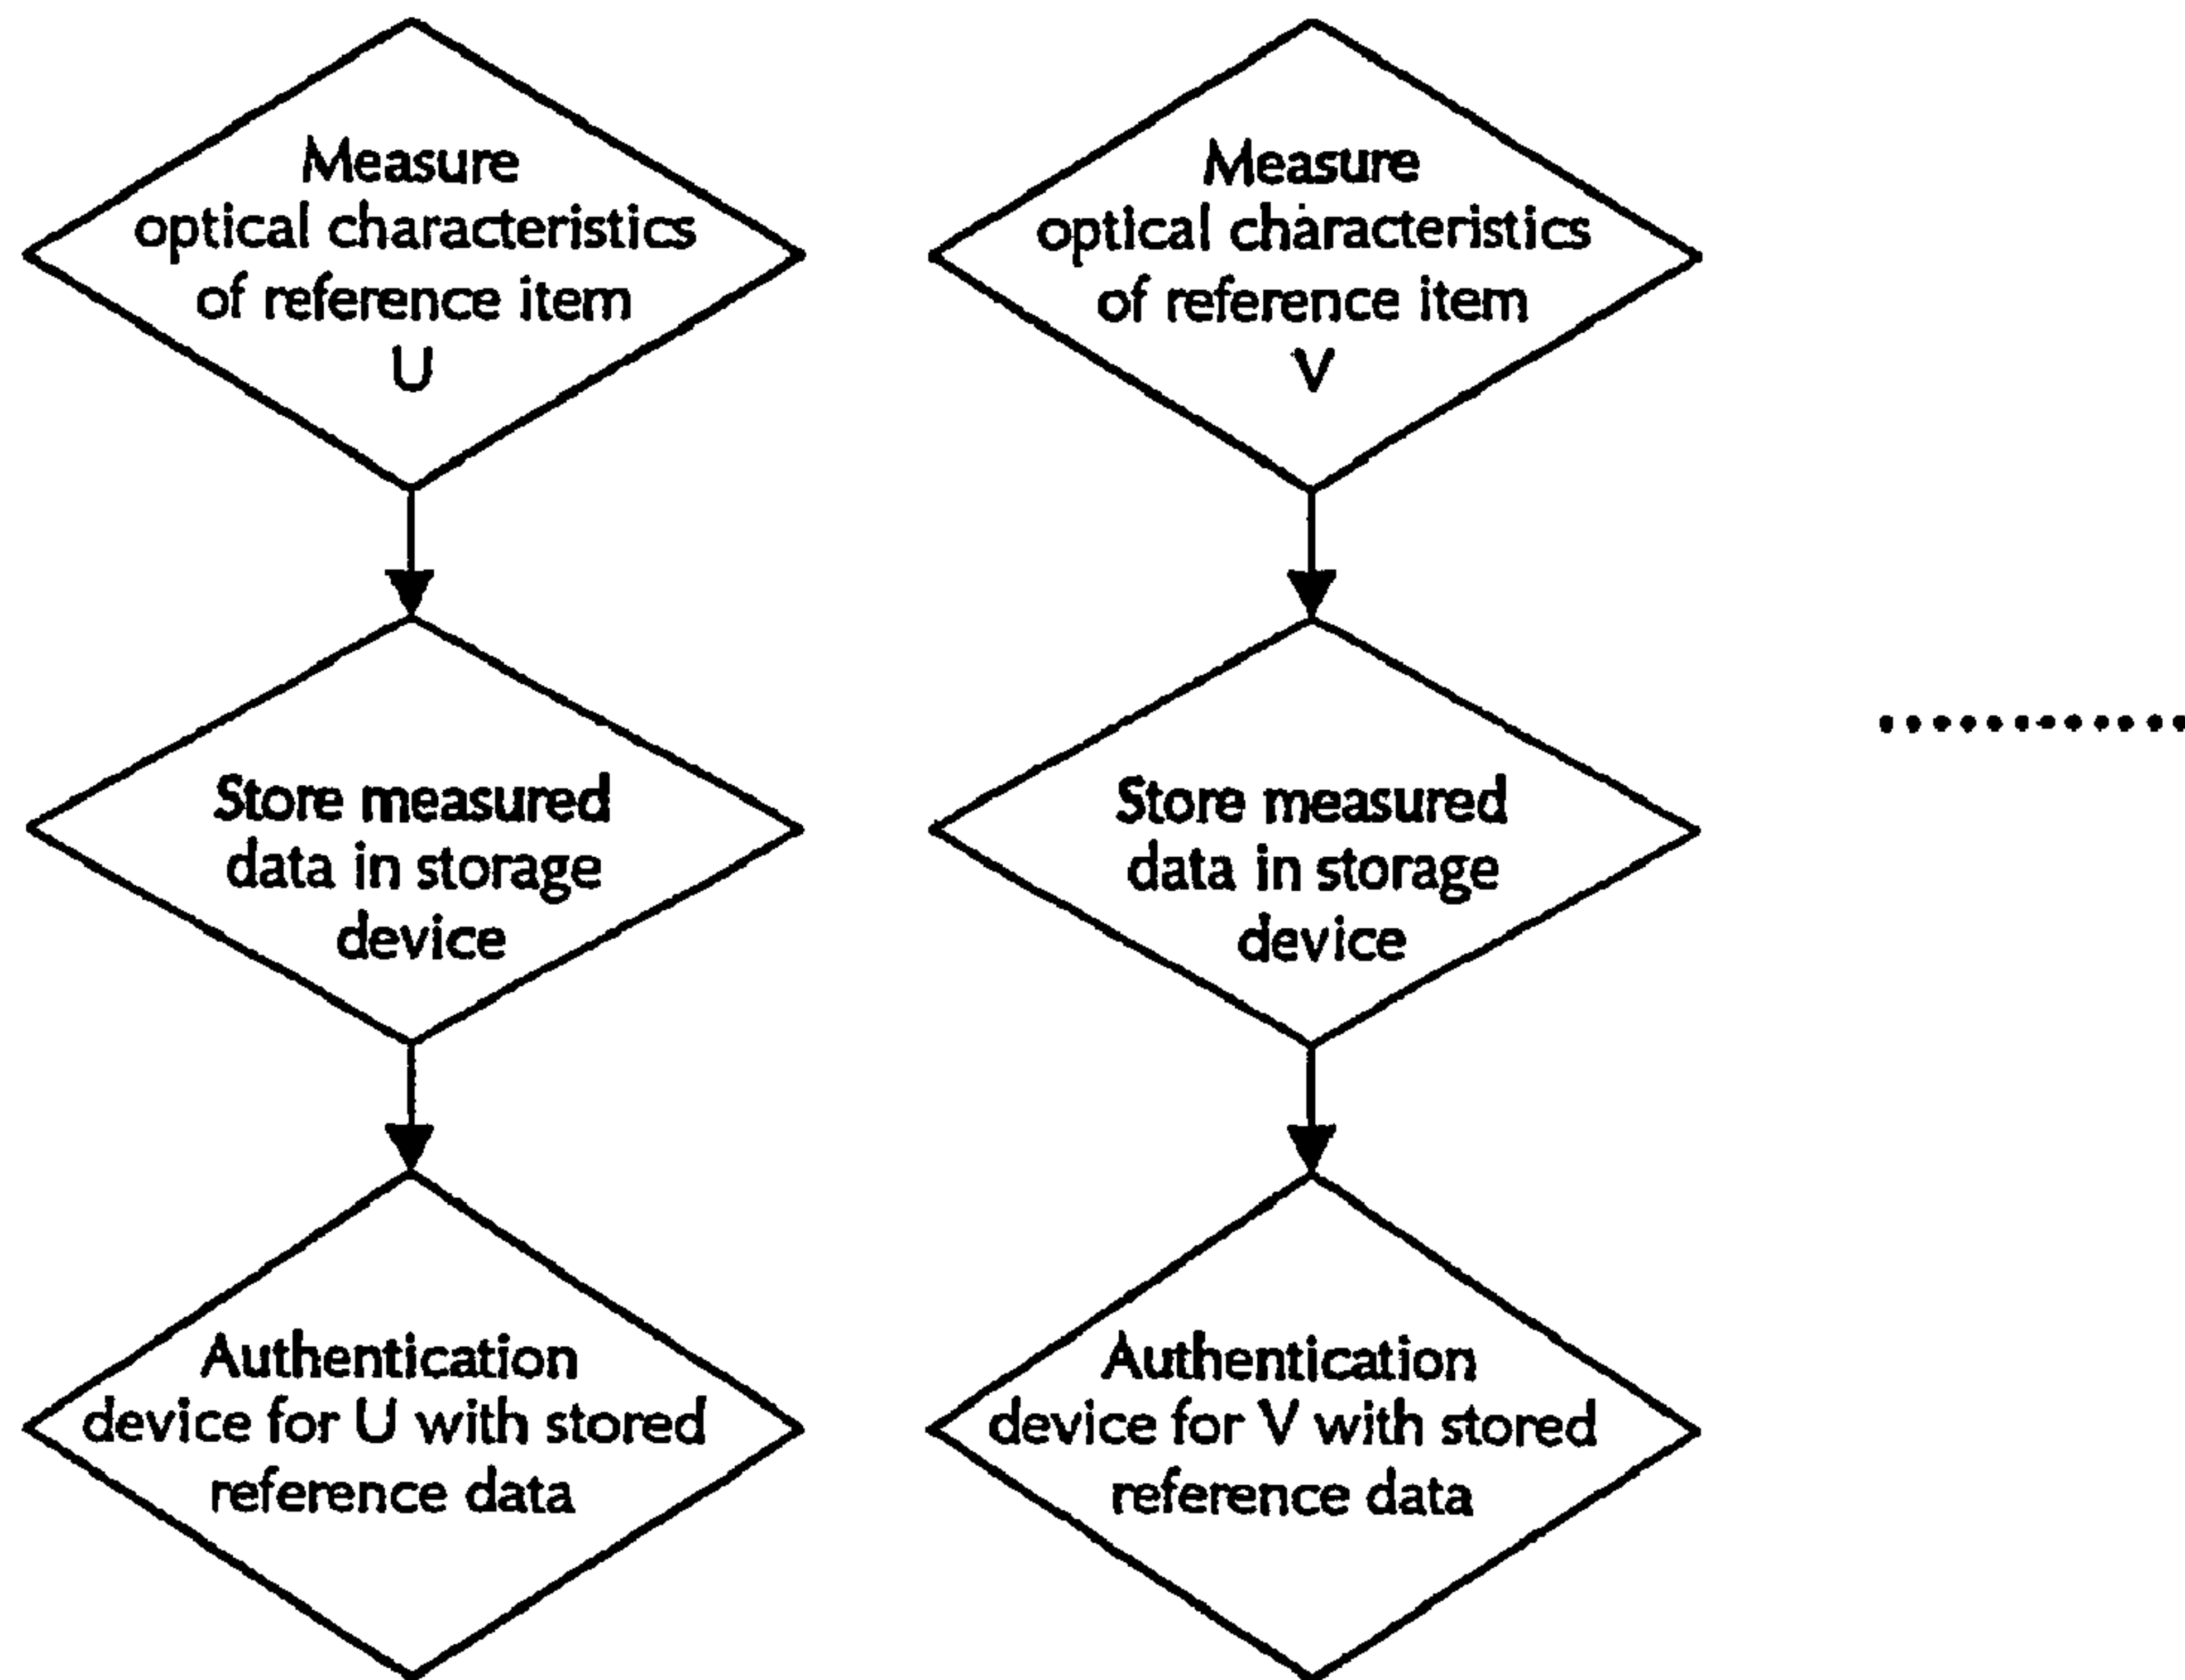 Measure
optical characteristics
of reference item
U
Store measured
data in storage
device
Authentication
device for U with stored
reference data
Measure
optical characteristics
of reference item
V
Store measured
data in storage
device
Authentication
device for V with stored
reference data